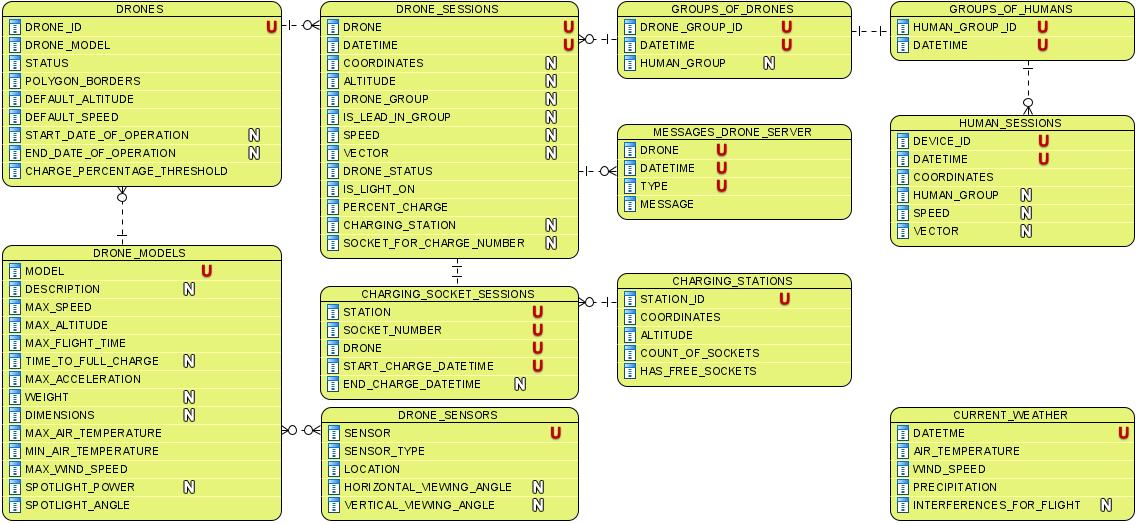 DRONES
DRONE_ID U
DRONE_MODEL
STATUS
POLYGON_BORDERS
DEFAULT_ALTITUDE
DEFAULT_SPEED
START_DATE_OF_OPERATION N
END_DATE_OF_OPERATION N
CHARGE_PERCENTAGE_THRESHOLD
DRONE_MODELS
MODEL U
DESCRIPTION N
MAX_SPEED
MAX_ALTITUDE
MAX_FLIGHT_TIME
TIME_TO_FULL_CHARGE N
MAX_ACCELERATION
WEIGHT N
DIMENSIONS N
MAX_AIR_TEMPERATURE
MIN_AIR_TEMPERATURE
MAX_WIND_SPEED
SPOTLIGHT_POWER N
SPOTLIGHT_ANGLE
DRONE_SESSIONS
DRONE U
DATETIME U
COORDINATES N
ALTITUDE N
DRONE_GROUP N
IS_LEAD_IN_GROUP N
SPEED N
VECTOR N
DRONE_STATUS
IS_LIGHT_ON
PERCENT_CHARGE
CHARGING_STATION N
SOCKET_FOR_CHARGE_NUMBER N
CHARGING_SOCKET_SESSIONS
STATION U
SOCKET_NUMBER U
DRONE U
START_CHARGE_DATETIME U
END_CHARGE_DATETIME N
DRONE_SENSORS
SENSOR U
SENSOR_TYPE
LOCATION
HORIZONTAL_VIEWING_ANGLE N
VERTICAL_VIEWING_ANGLE N
GROUPS_OF_DRONES
DRONE_GROUP_ID U
DATETIME U
HUMAN_GROUP N
MESSAGES_DRONE_SERVER
DRONE U
DATETIME U
TYPE U
MESSAGE
CHARGING_STATIONS
STATION_ID U
COORDINATES
ALTITUDE
COUNT_OF_SOCKETS
HAS_FREE_SOCKETS
GROUPS_OF_HUMANS
HUMAN_GROUP_ID U
DATETIME U
HUMAN_SESSIONS
DEVICE_ID U
DATETIME U
COORDINATES
HUMAN_GROUP N
SPEED N
VECTOR N
CURRENT_WEATHER
DATETME U
AIR_TEMPERATURE
WIND_SPEED
PRECIPITATION
INTERFERENCES_FOR_FLIGHT N